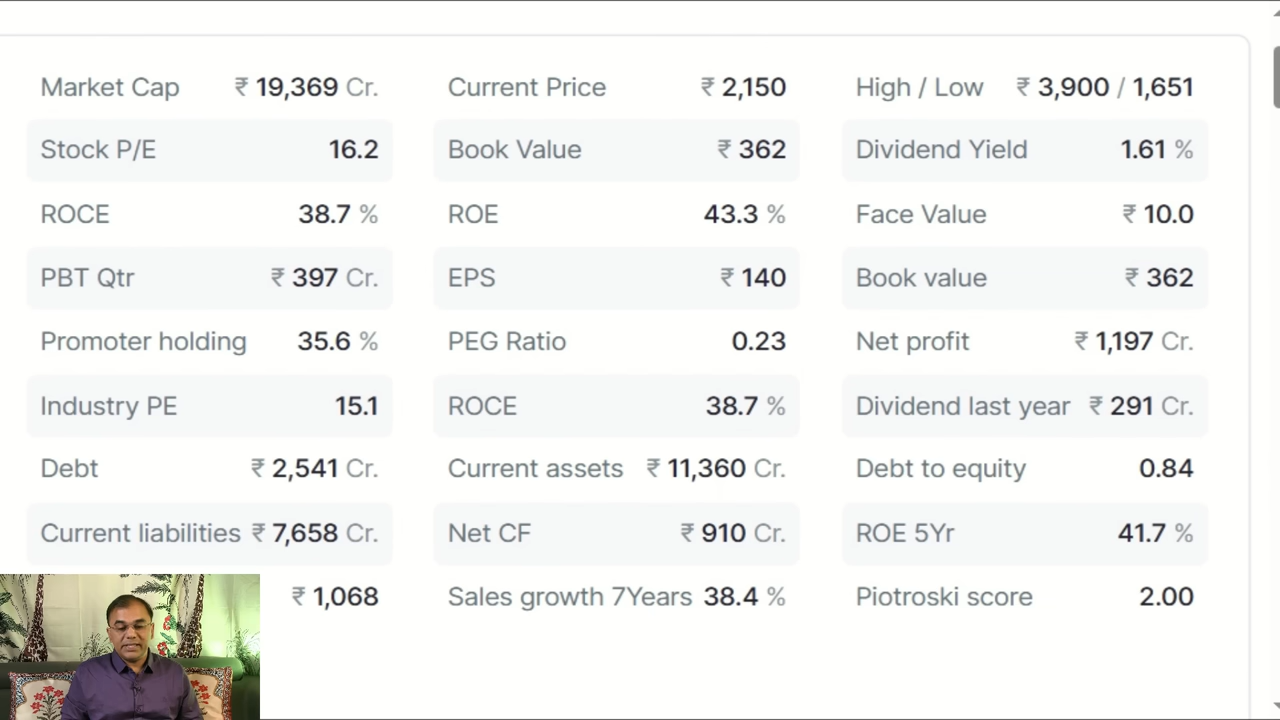 Market Cap ₹ 19,369 Cr. Current Price ₹ 2,150 High / Low ₹ 3,900 / 1,651
Stock P/E 16.2 Book Value ₹ 362 Dividend Yield 1.61 %
ROCE 38.7 % ROE 43.3 % Face Value ₹ 10.0
PBT Qtr ₹ 397 Cr. EPS ₹ 140 Book value ₹ 362
Promoter holding 35.6 % PEG Ratio 0.23 Net profit ₹ 1,197 Cr.
Industry PE 15.1 ROCE 38.7 % Dividend last year ₹ 291 Cr.
Debt ₹ 2,541 Cr. Current assets ₹ 11,360 Cr. Debt to equity 0.84
Current liabilities ₹ 7,658 Cr. Net CF ₹ 910 Cr. ROE 5Yr 41.7 %
₹ 1,068 Sales growth 7Years 38.4 % Piotroski score 2.00